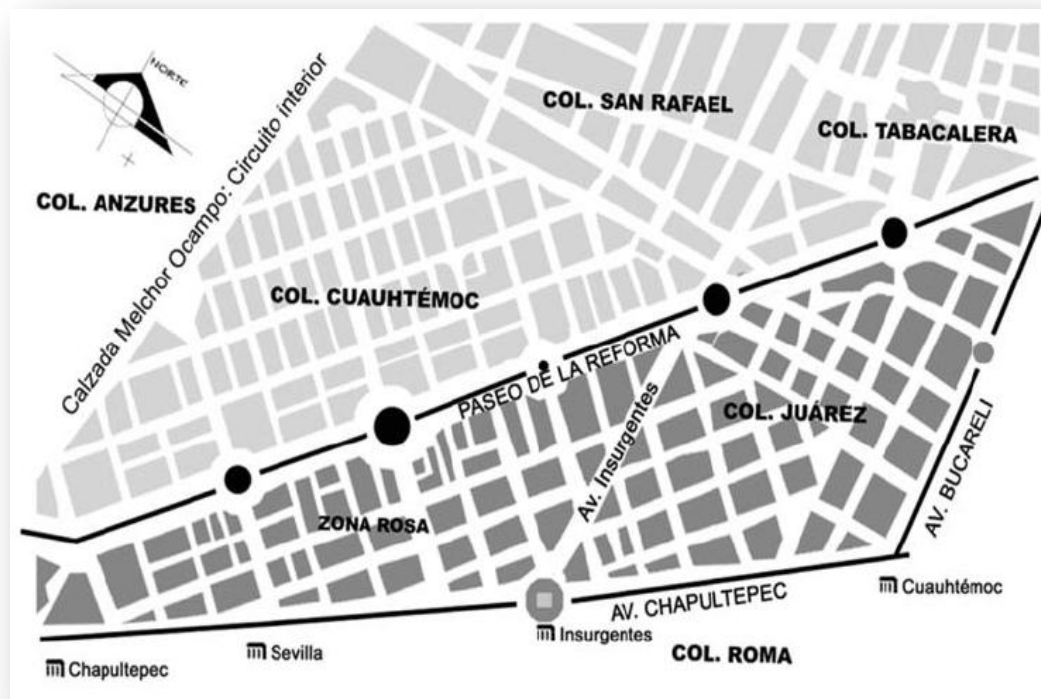 NORTE
COL. SAN RAFAEL
COL. TABACALERA
COL. ANZURES
Calzada Melchor Ocampo: Circuito interior
COL. CUAUHTÉMOC
PASEO DE LA REFORMA
COL. JUÁREZ
Av. Insurgentes
AV. BUCARELI
ZONA ROSA
AV. CHAPULTEPEC
Cuauhtémoc
Insurgentes
Sevilla
COL. ROMA
Chapultepec